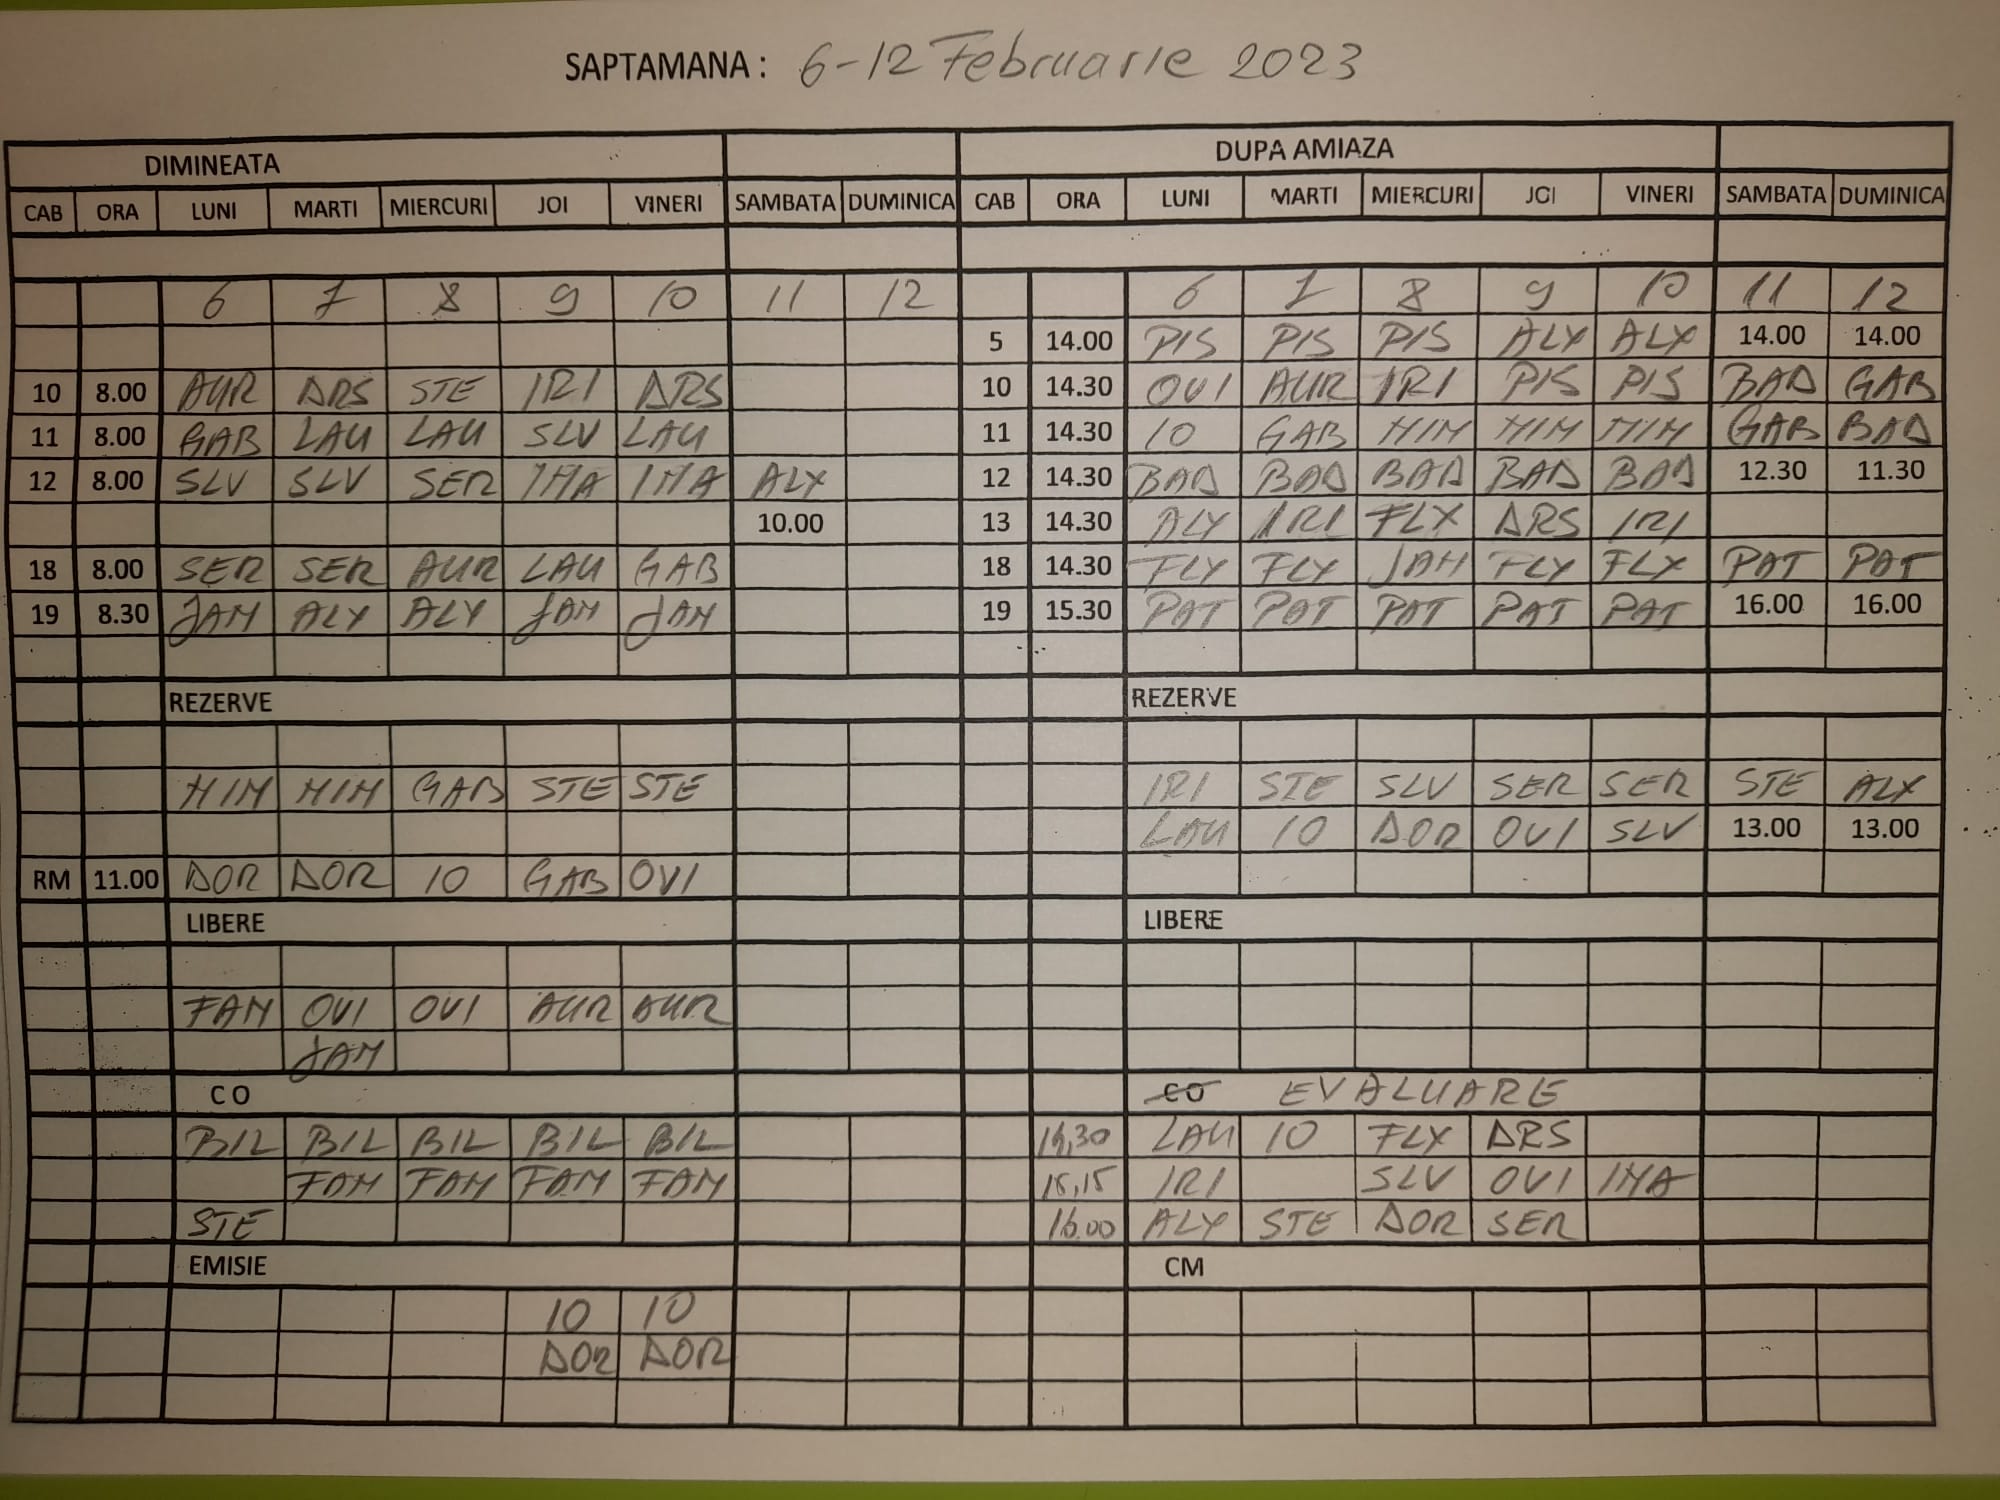 SAPTAMANA : 6-12 Februarie 2023
DIMINEATA DUPA AMIAZA
CAB ORA LUNI MARTI MIERCURI JOI VINERI SAMBATA DUMINICA CAB ORA LUNI MARTI MIERCURI JOI VINERI SAMBATA DUMINICA
6 7 8 9 10 11 12 6 7 8 9 10 11 12
5 14.00 PIS PIS PIS ALX ALX 14.00 14.00
10 8.00 AUR ARS STE IRI ARS 10 14.30 OVI AUR IRI PIS PIS BAD GAB
11 8.00 GAB LAU LAU SLV LAU 11 14.30 IO GAB MIM MIM MIM GAB BAD
12 8.00 SLV SLV SER IMA IMA ALX 12 14.30 BAD BAD BAD BAD BAD 12.30 11.30
10.00 13 14.30 ALX IRI FLX ARS IRI
18 8.00 SER SER AUR LAU GAB 18 14.30 FLX FLX JAM FLX FLX PAT PAT
19 8.30 JAM ALX ALX JAM JAM 19 15.30 PAT PAT PAT PAT PAT 16.00 16.00
REZERVE REZERVE
MIM MIM GAB STE STE IRI STE SLV SER SER STE ALX
LAU IO DOR OVI SLV 13.00 13.00
RM 11.00 DOR DOR IO GAB OVI
LIBERE LIBERE
FAM OVI OVI AUR AUR
JAM
CO CO EVALUARE
BIL BIL BIL BIL BIL 14,30 LAU IO FLX ARS
FAM FAM FAM FAM 15,15 IRI SLV OVI IMA
STE 16.00 ALX STE DOR SER
EMISIE CM
IO IO
DOR DOR